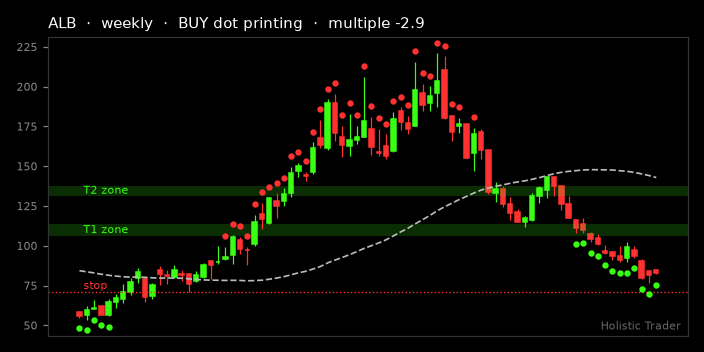 ALB · weekly · BUY dot printing · multiple -2.9
225
200
175
150
125
100
75
50
T2 zone
T1 zone
stop
Holistic Trader